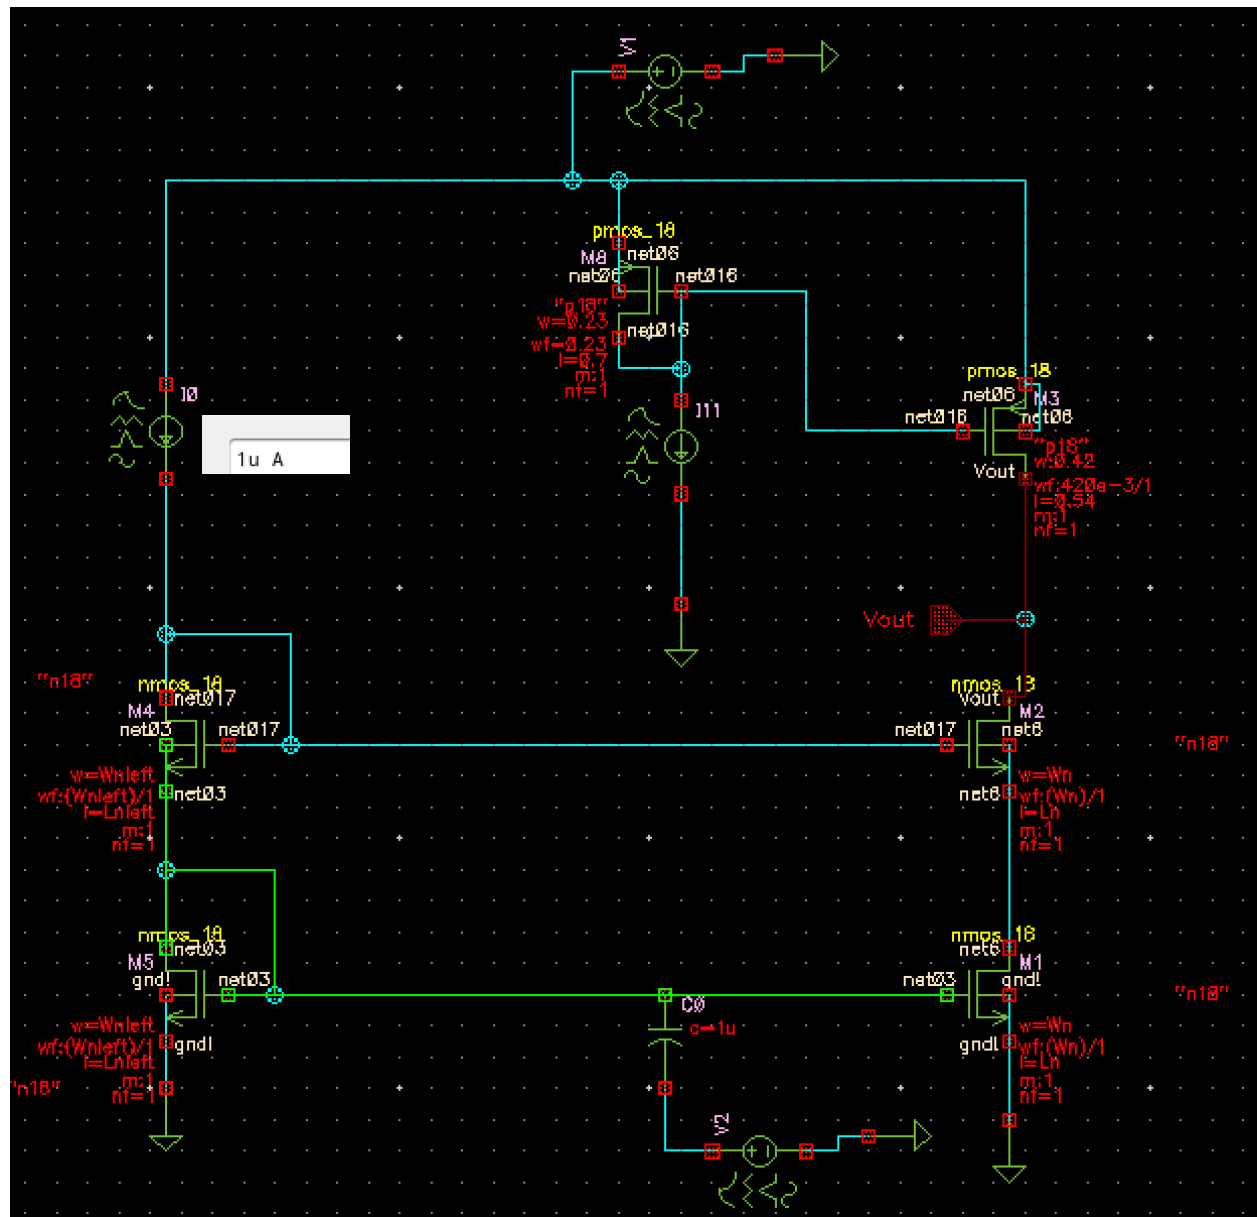 V1
pmos_18
net06
M8
net06
net016
"p18"
w=0.23
net016
wf=0.23
l=0.7
m:1
nf=1
pmos_18
I0
net06
M3
I11
net016
net06
"p18"
1u A
w:0.42
Vout
wf:420e-3/1
l=0.54
m:1
nf=1
Vout
"n18"
nmos_18
net017
M4
net03
net017
nmos_18
Vout
M2
net017
net6
"n18"
w=Wnleft
wf:(Wnleft)/1
net03
l=Lnleft
m:1
nf=1
w=Wn
net6
wf:(Wn)/1
l=Ln
m:1
nf=1
nmos_18
net03
M5
gnd!
net03
nmos_18
net6
M1
net03
gnd!
"n18"
C0
c=1u
w=Wnleft
wf:(Wnleft)/1
gnd!
l=Lnleft
"n18"
m:1
nf=1
w=Wn
gnd!
wf:(Wn)/1
l=Ln
m:1
nf=1
V2